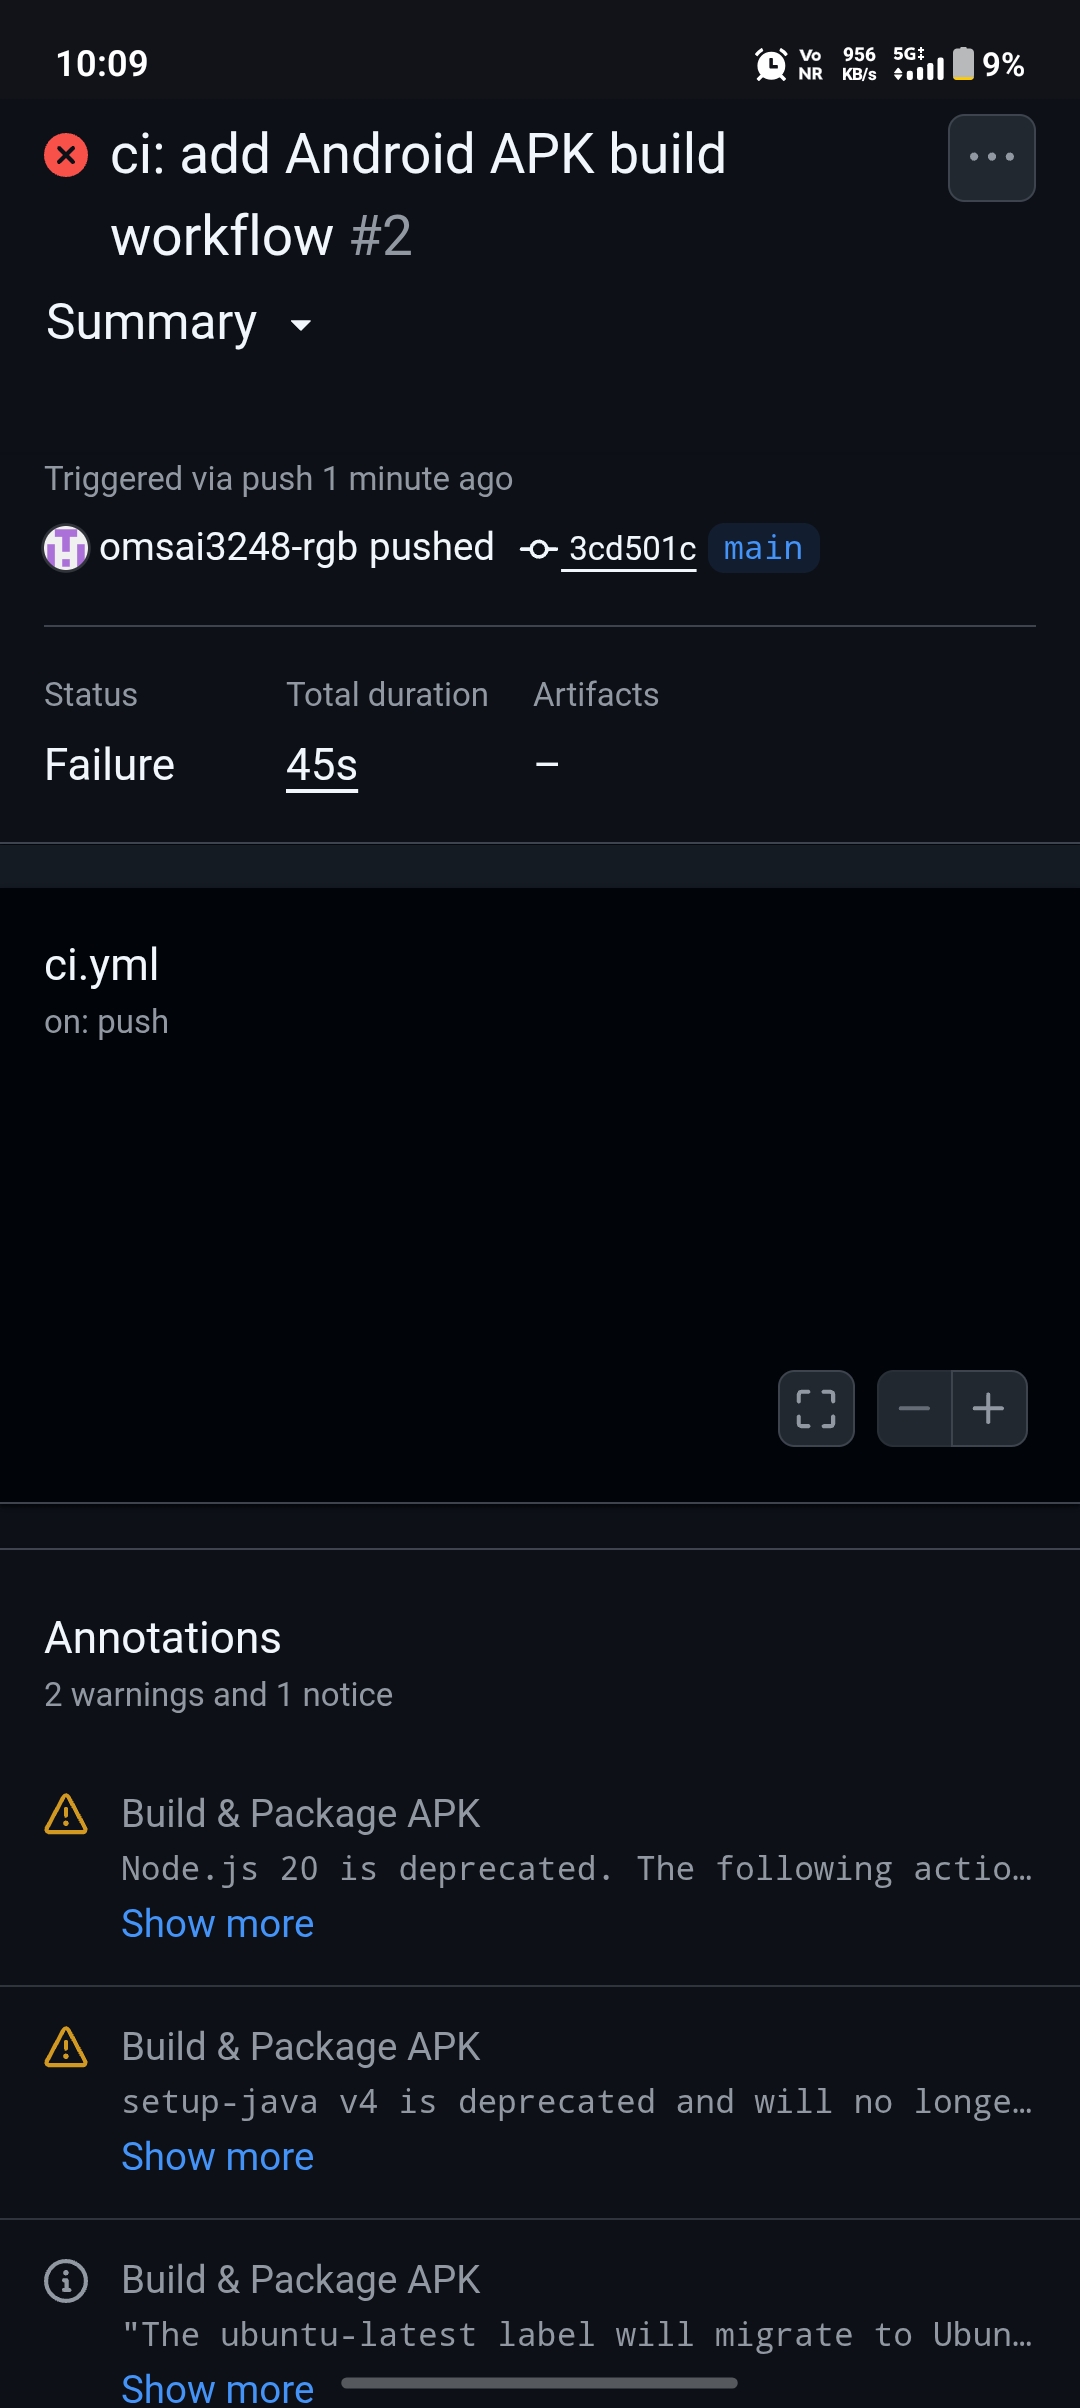 10:09
Vo NR
956 KB/s
5G
9%
ci: add Android APK build
workflow #2
Summary
Triggered via push 1 minute ago
omsai3248-rgb pushed 3cd501c main
Status Total duration Artifacts
Failure 45s –
ci.yml
on: push
Annotations
2 warnings and 1 notice
Build & Package APK
Node.js 20 is deprecated. The following actio…
Show more
Build & Package APK
setup-java v4 is deprecated and will no longe…
Show more
Build & Package APK
"The ubuntu-latest label will migrate to Ubun…
Show more